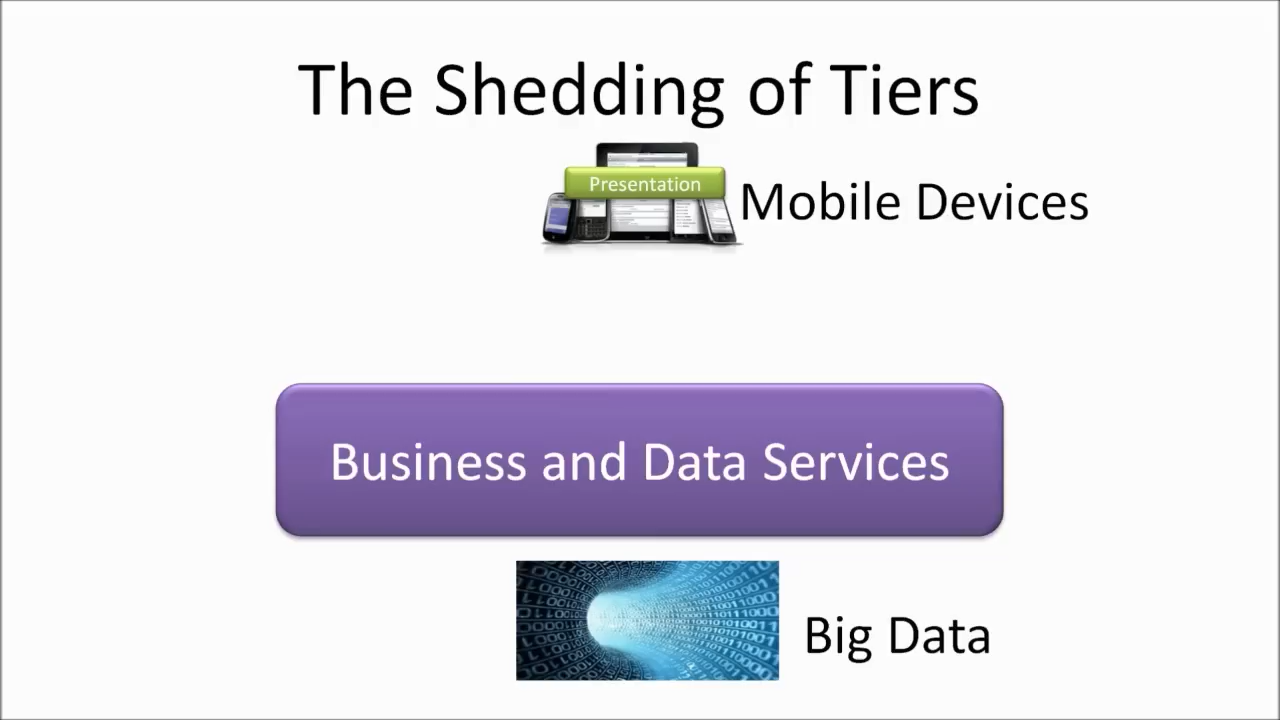 The Shedding of Tiers
Presentation
Mobile Devices
Business and Data Services
Big Data